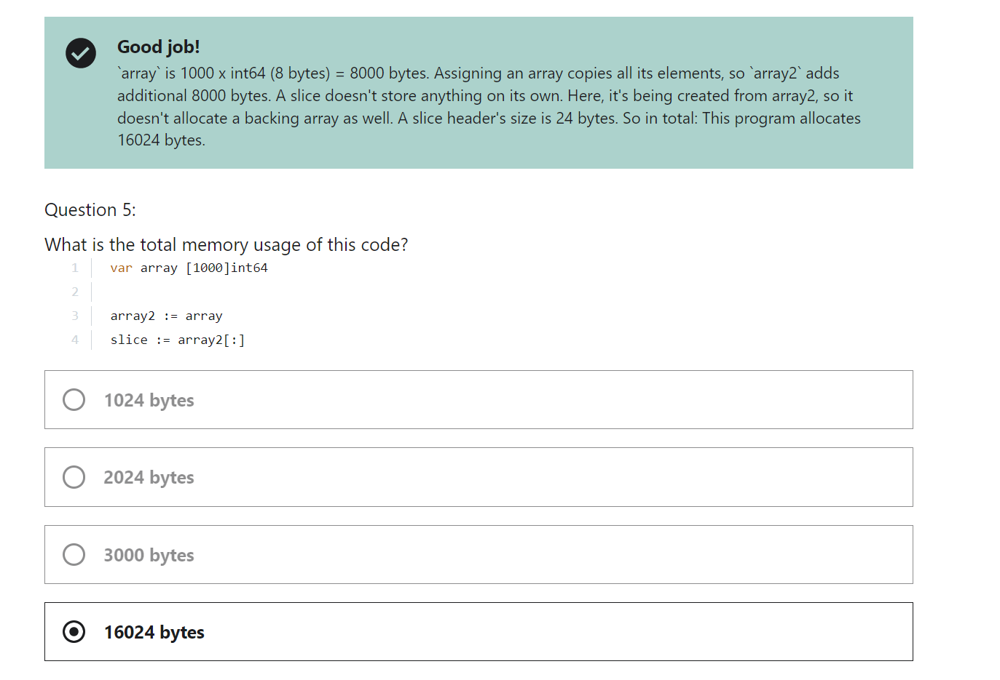 Good job!
`array` is 1000 x int64 (8 bytes) = 8000 bytes. Assigning an array copies all its elements, so `array2` adds
additional 8000 bytes. A slice doesn't store anything on its own. Here, it's being created from array2, so it
doesn't allocate a backing array as well. A slice header's size is 24 bytes. So in total: This program allocates
16024 bytes.
Question 5:
What is the total memory usage of this code?
1 var array [1000]int64
2
3 array2 := array
4 slice := array2[:]
1024 bytes
2024 bytes
3000 bytes
16024 bytes